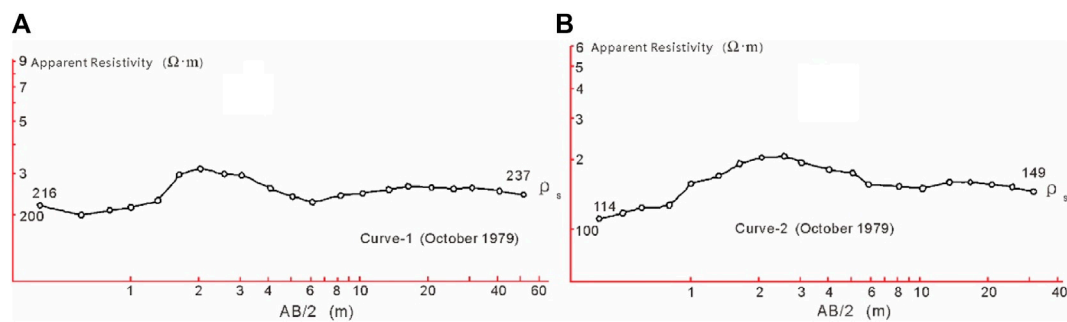 A
9 Apparent Resistivity (Ω·m)
7
5
3
216
200
237
ρ s
Curve-1 (October 1979)
1 2 3 4 6 8 10 20 40 60
AB/2 (m)
B
6 Apparent Resistivity (Ω·m)
5
4
3
2
149
ρ s
114
100
Curve-2 (October 1979)
1 2 3 4 6 8 10 20 40
AB/2 (m)